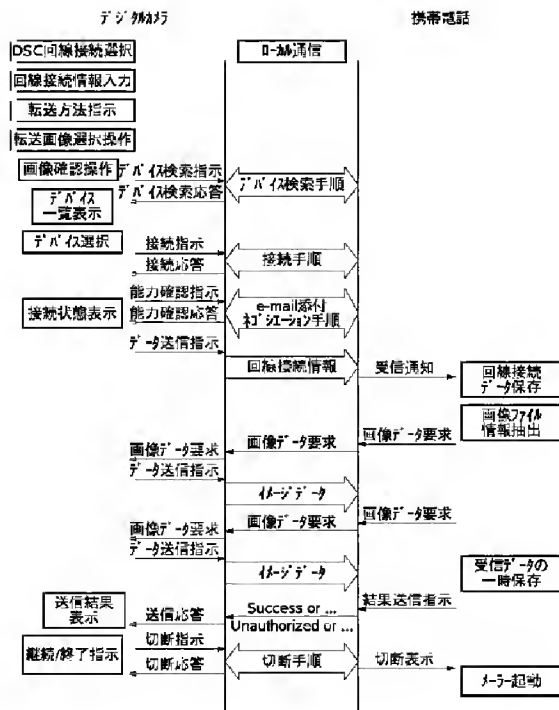 デジタルカメラ
携帯電話
DSC回線接続選択
ローカル通信
回線接続情報入力
転送方法指示
転送画像選択操作
画像確認操作
デバイス検索指示
デバイス検索手順
デバイス検索応答
デバイス
一覧表示
デバイス選択
接続指示
接続手順
接続応答
能力確認指示
e-mail添付
ネゴシエーション手順
接続状態表示
能力確認応答
データ送信指示
回線接続情報
受信通知
回線接続
データ保存
画像ファイル
情報抽出
画像データ要求
画像データ要求
画像データ要求
データ送信指示
イメージデータ
画像データ要求
画像データ要求
画像データ要求
データ送信指示
イメージデータ
受信データの
一時保存
送信結果
表示
送信応答
Success or ...
Unauthorized or ...
結果送信指示
継続/終了指示
切断指示
切断手順
切断応答
切断表示
メーラー起動